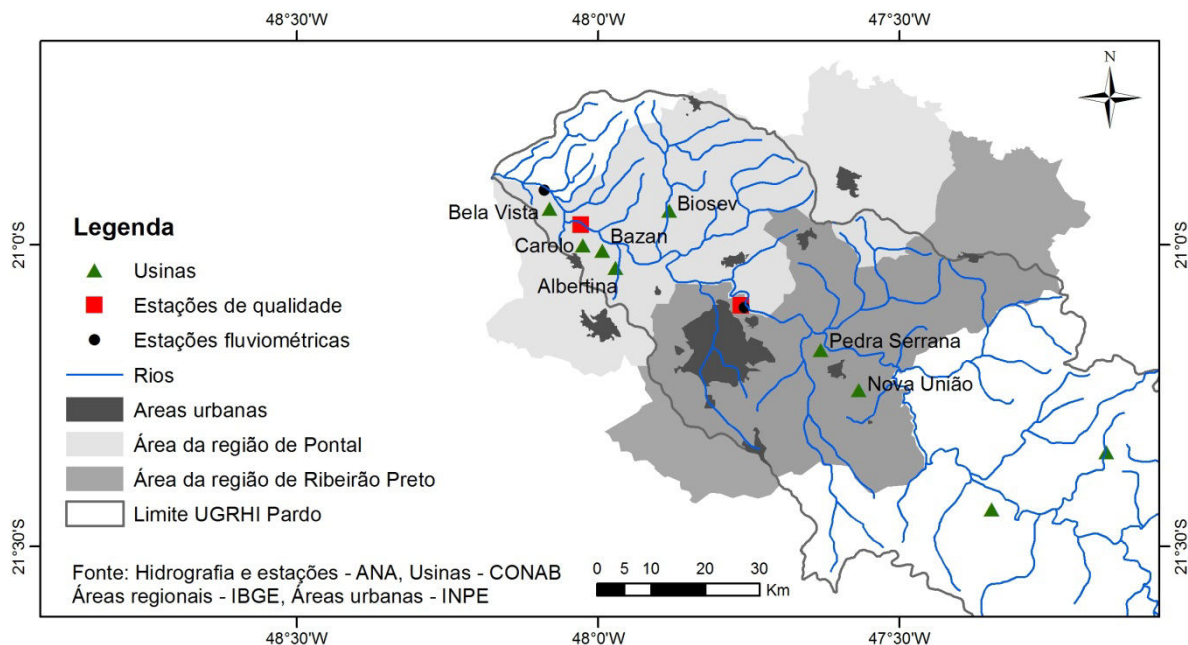 48°30'W 48°0'W 47°30'W
N
21°0'S
21°0'S
Legenda
Usinas
Estações de qualidade
Estações fluviométricas
Rios
Areas urbanas
Área da região de Pontal
Área da região de Ribeirão Preto
Limite UGRHI Pardo
Bela Vista
Biosev
Carolo
Bazan
Albertina
Pedra Serrana
Nova União
21°30'S
21°30'S
Fonte: Hidrografia e estações - ANA, Usinas - CONAB
Áreas regionais - IBGE, Áreas urbanas - INPE
0 5 10 20 30
Km
48°30'W 48°0'W 47°30'W